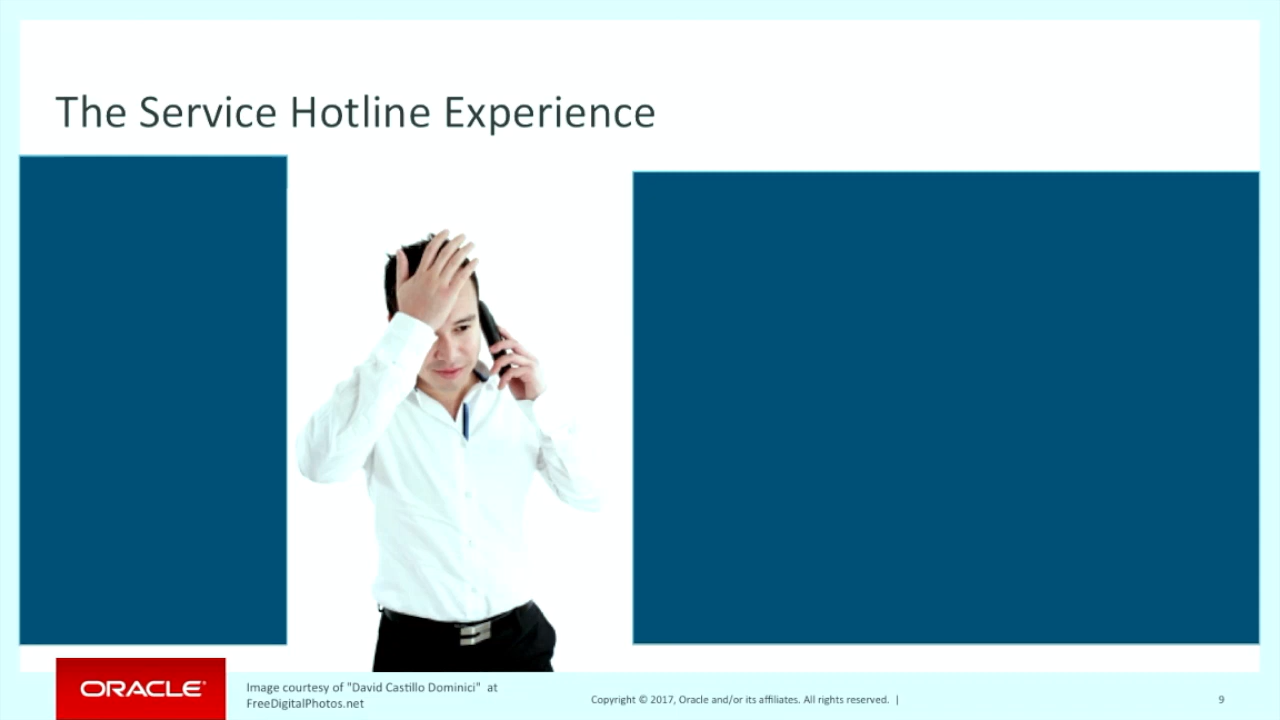 The Service Hotline Experience
ORACLE®
Image courtesy of "David Castillo Dominici"  at
FreeDigitalPhotos.net
Copyright © 2017, Oracle and/or its affiliates. All rights reserved.  |
9